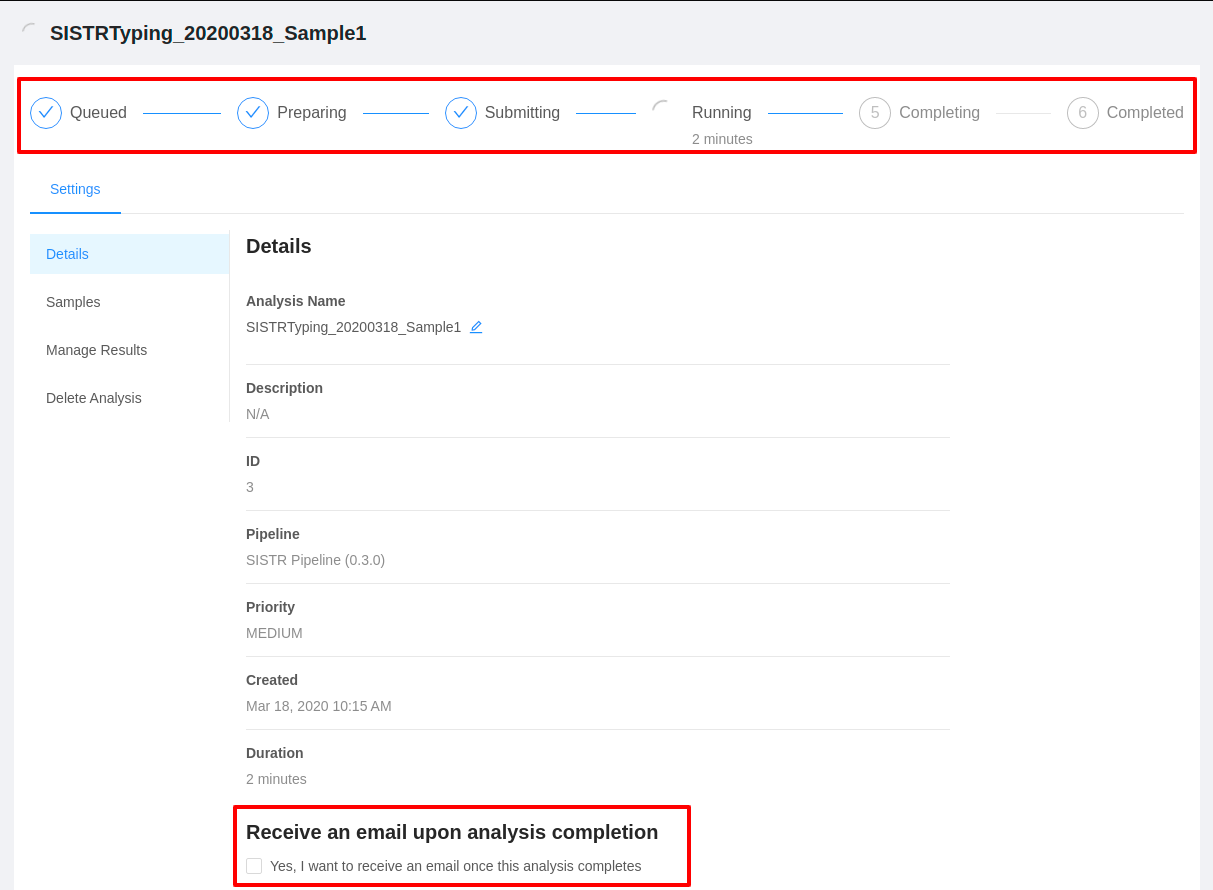 SISTRTyping_20200318_Sample1
Queued Preparing Submitting Running 5 Completing 6 Completed
2 minutes
Settings
Details
Samples
Manage Results
Delete Analysis
Details
Analysis Name
SISTRTyping_20200318_Sample1
Description
N/A
ID
3
Pipeline
SISTR Pipeline (0.3.0)
Priority
MEDIUM
Created
Mar 18, 2020 10:15 AM
Duration
2 minutes
Receive an email upon analysis completion
Yes, I want to receive an email once this analysis completes